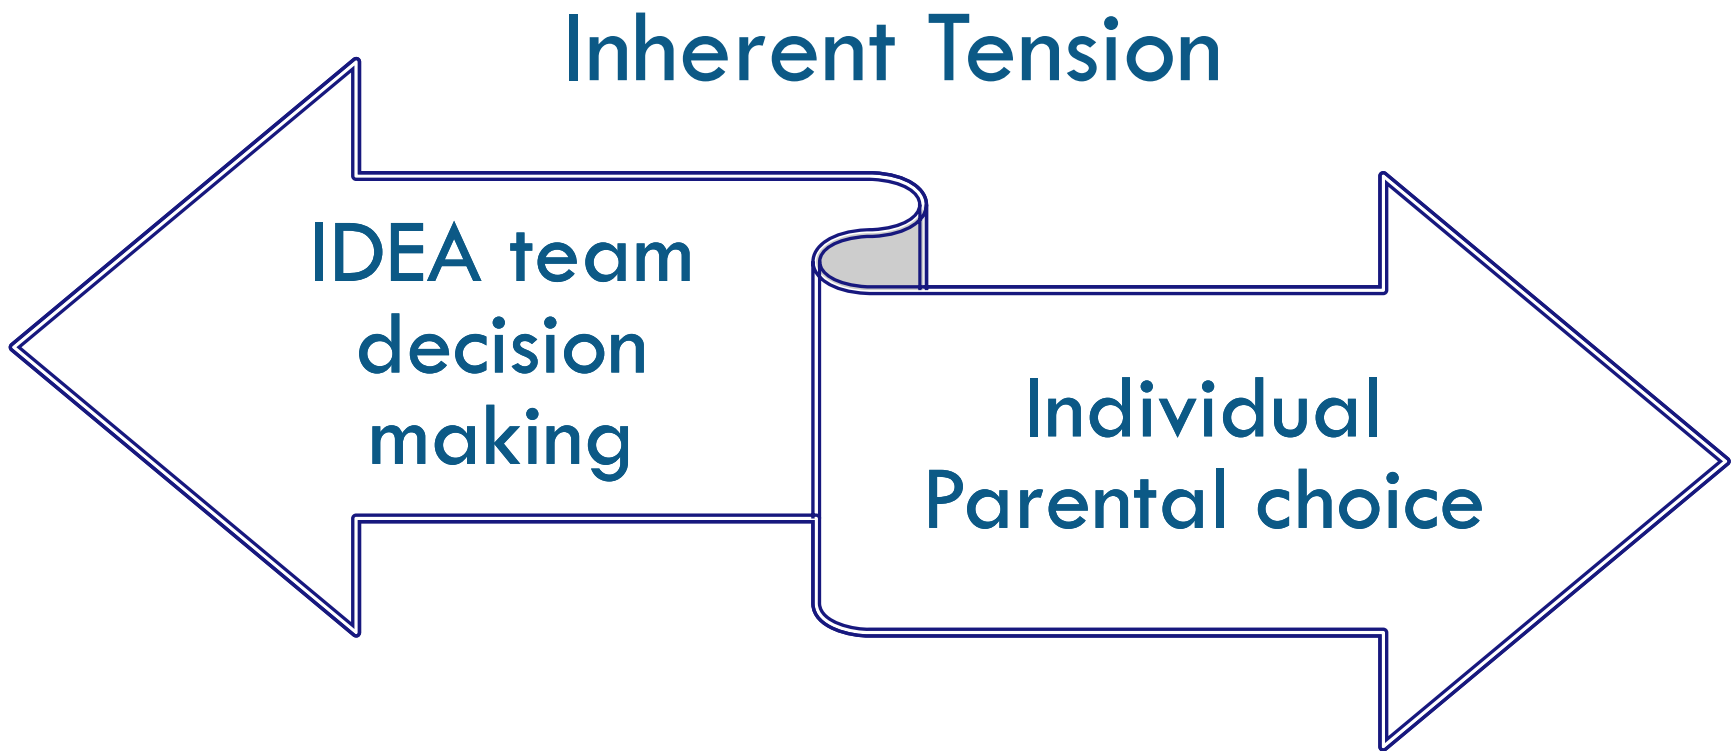 Inherent Tension
IDEA team
decision
making
Individual
Parental choice